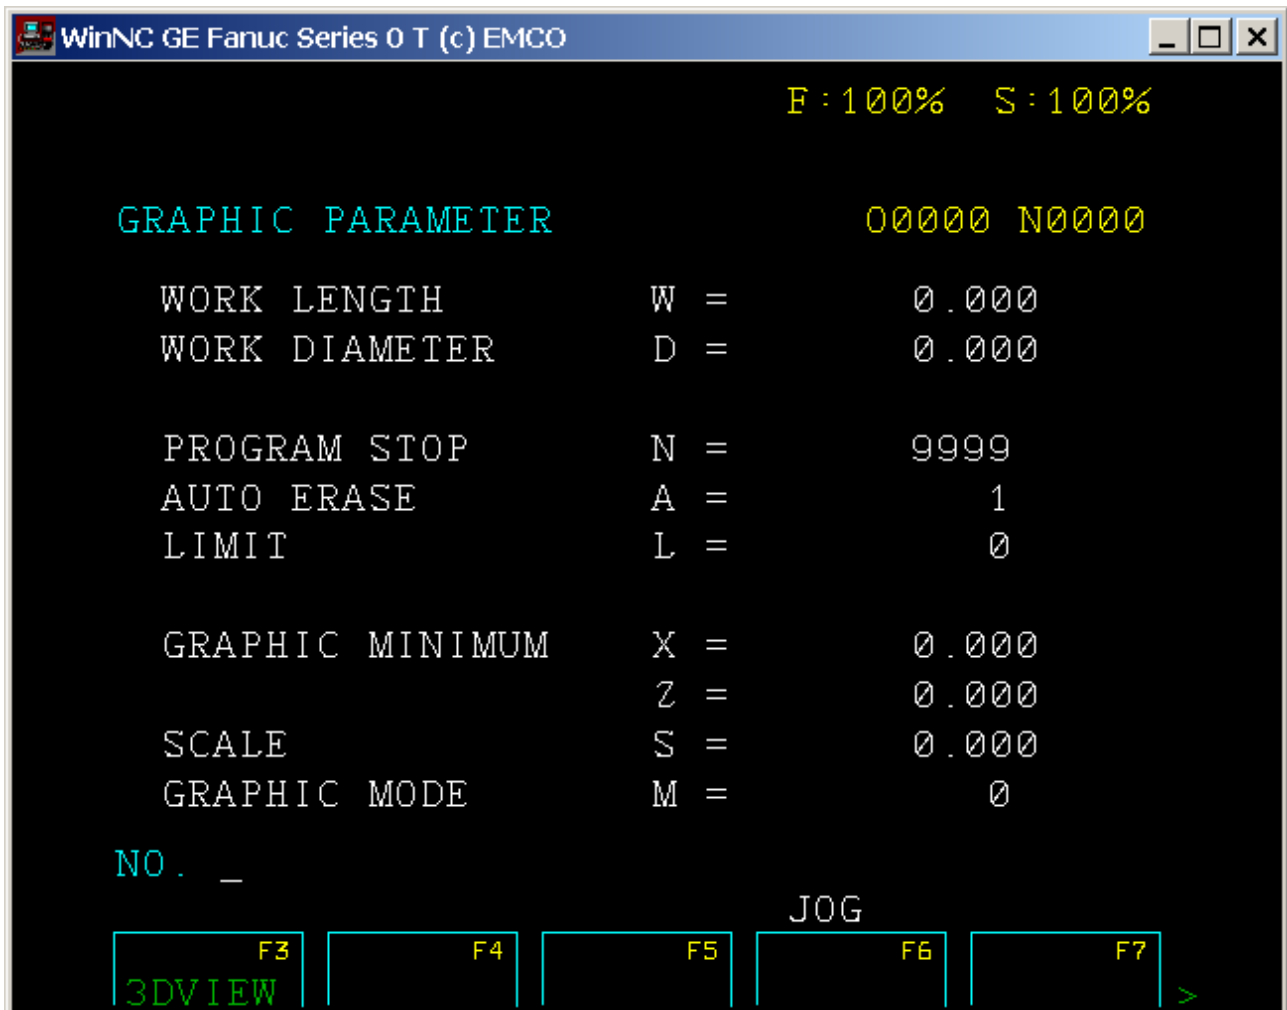 WinNC GE Fanuc Series 0 T (c) EMCO
F:100% S:100%
GRAPHIC PARAMETER O0000 N0000
WORK LENGTH W = 0.000
WORK DIAMETER D = 0.000
PROGRAM STOP N = 9999
AUTO ERASE A = 1
LIMIT L = 0
GRAPHIC MINIMUM X = 0.000
Z = 0.000
SCALE S = 0.000
GRAPHIC MODE M = 0
NO. _
JOG
F3 F4 F5 F6 F7
3DVIEW >